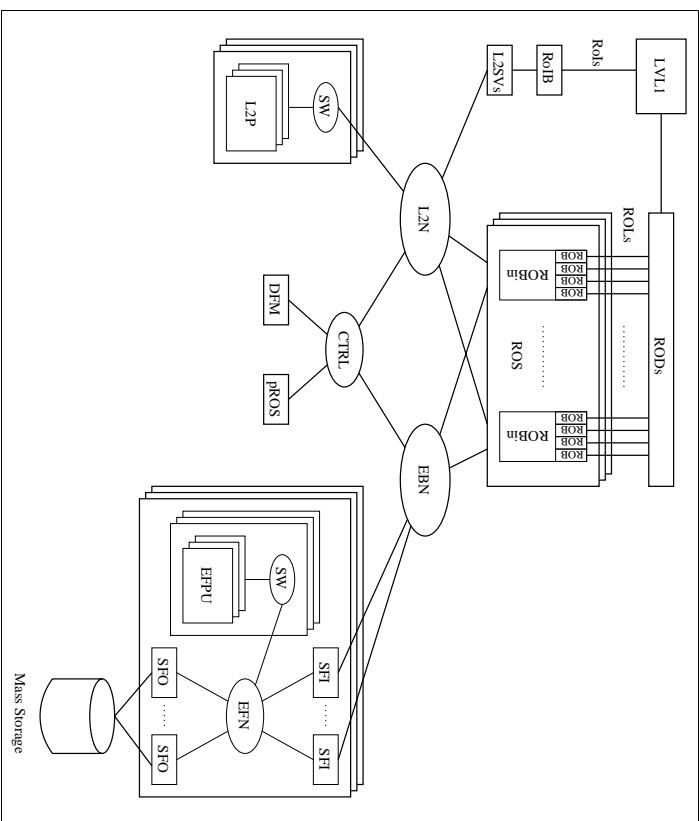 LVL1
RODs
ROLs
RoIs
ROB
ROB
ROB
ROB
ROB
ROB
ROB
ROB
RoIB
ROBin
ROBin
ROS
L2SVs
L2N
EBN
CTRL
SW
SFI
SFI
DFM
pROS
SW
L2P
EFN
EFPU
SFO
SFO
Mass Storage